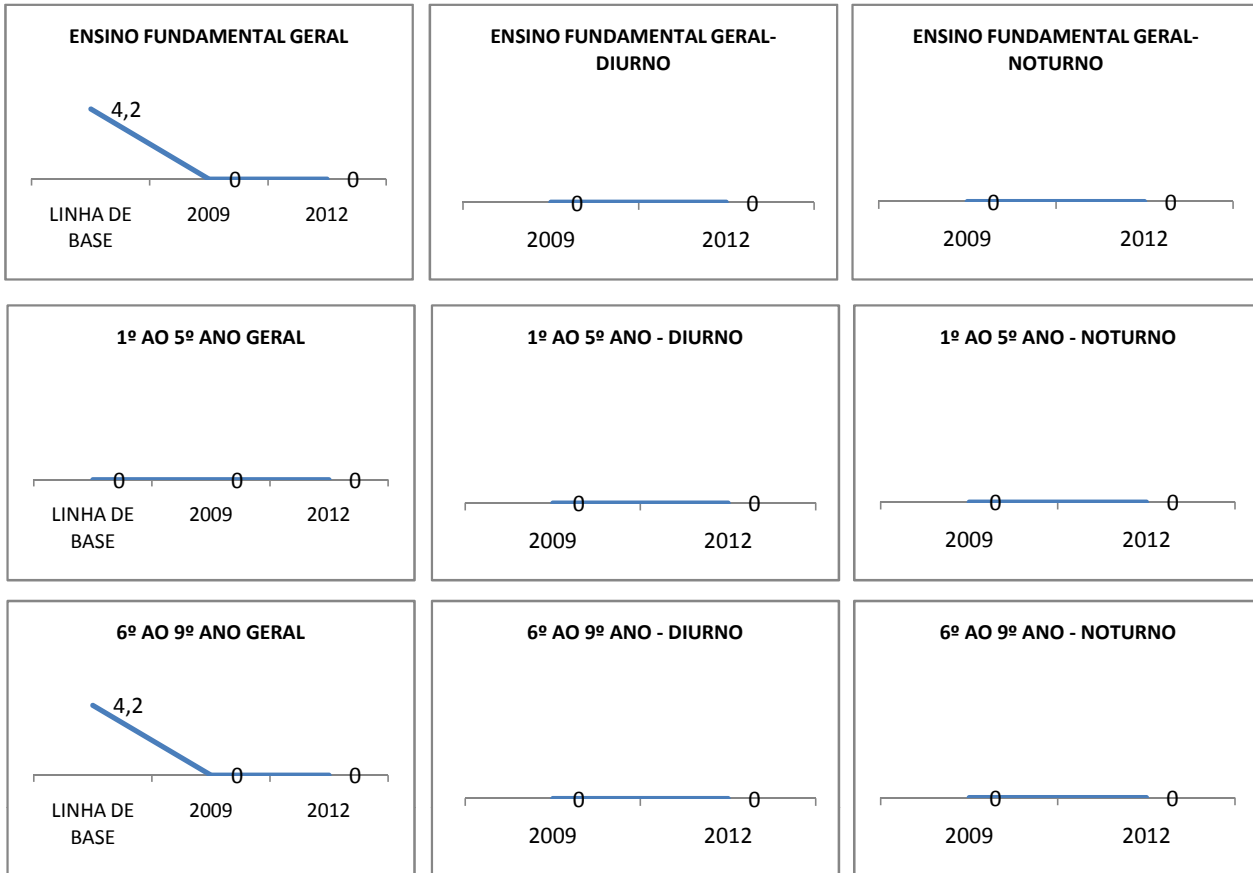 ENSINO FUNDAMENTAL GERAL
4,2
0
0
LINHA DE
BASE
2009
2012
ENSINO FUNDAMENTAL GERAL-
DIURNO
0
0
2009
2012
ENSINO FUNDAMENTAL GERAL-
NOTURNO
0
0
2009
2012
1º AO 5º ANO GERAL
0
0
0
LINHA DE
BASE
2009
2012
1º AO 5º ANO - DIURNO
0
0
2009
2012
1º AO 5º ANO - NOTURNO
0
0
2009
2012
6º AO 9º ANO GERAL
4,2
0
0
LINHA DE
BASE
2009
2012
6º AO 9º ANO - DIURNO
0
0
2009
2012
6º AO 9º ANO - NOTURNO
0
0
2009
2012